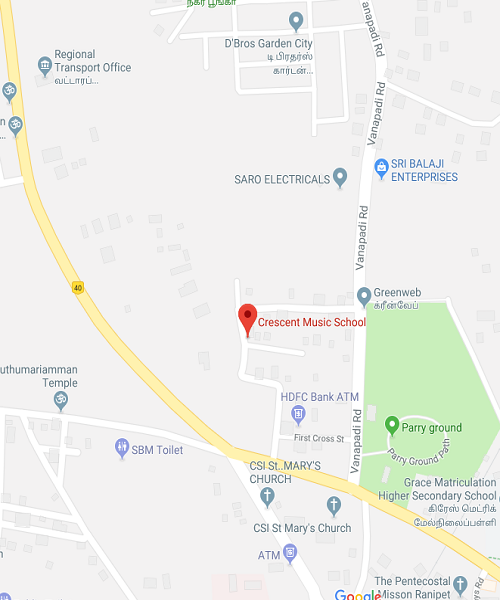 நகர் பூங்கா
Vanapadi Rd
D'Bros Garden City
டி பிரதர்ஸ்
கார்டன்...
Regional
Transport Office
வட்டாரப்...
Vanapadi Rd
SRI BALAJI
ENTERPRISES
SARO ELECTRICALS
Vanapadi Rd
40
Greenweb
க்ரீன்வேப்
Crescent Music School
uthumariamman
Temple
HDFC Bank ATM
Vanapadi Rd
Parry ground
First Cross St
SBM Toilet
Parry Ground Path
CSI St..MARY'S
CHURCH
Grace Matriculation
Higher Secondary School
கிரேஸ் மெட்ரிக்
மேல்நிலைப்பள்ளி
CSI St Mary's Church
ATM
The Pentecostal
Misson Ranipet
Google